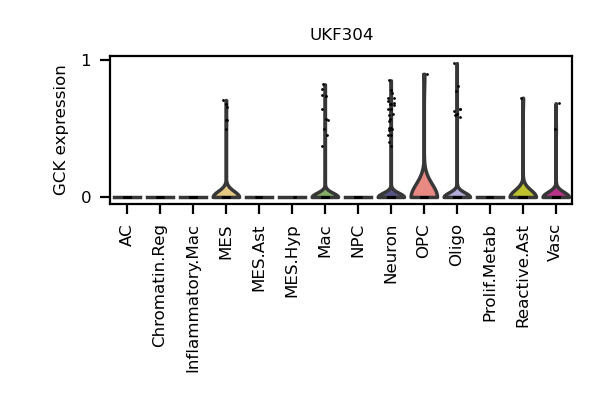 UKF304
GCK expression
1
0
AC
Chromatin.Reg
Inflammatory.Mac
MES
MES.Ast
MES.Hyp
Mac
NPC
Neuron
OPC
Oligo
Prolif.Metab
Reactive.Ast
Vasc